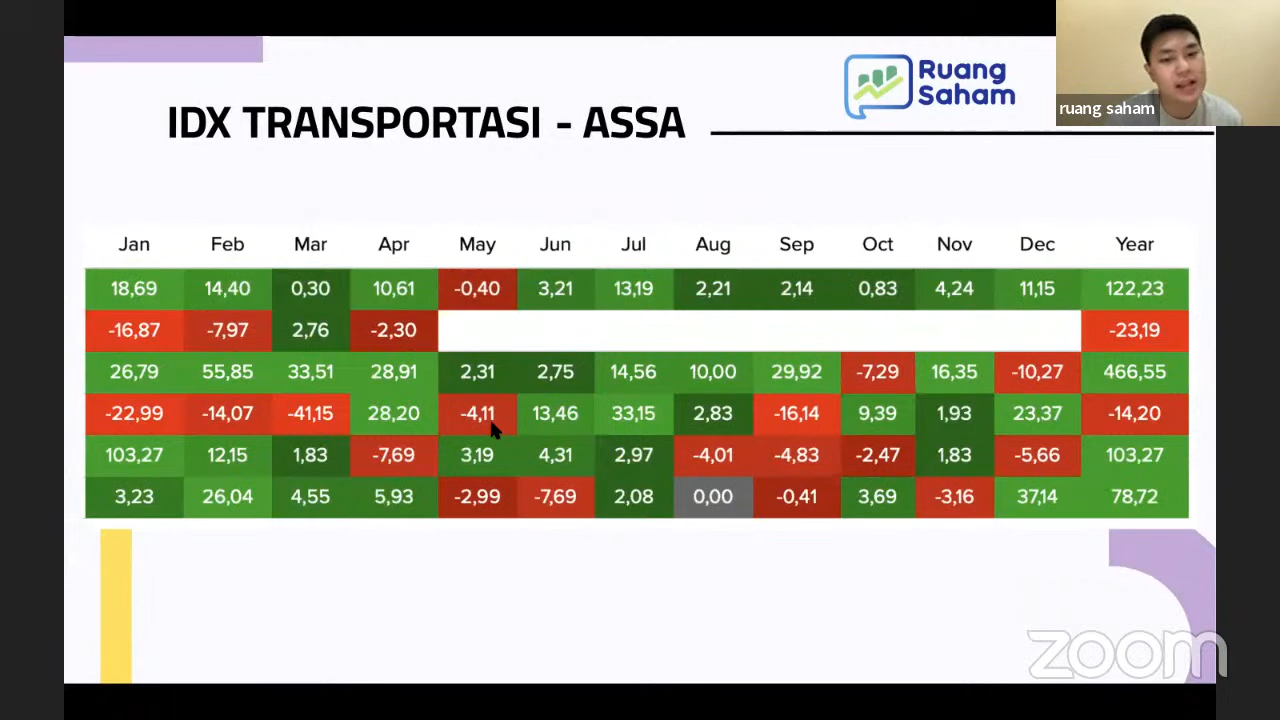 Ruang
Saham
ruang saham
IDX TRANSPORTASI - ASSA
Jan Feb Mar Apr May Jun Jul Aug Sep Oct Nov Dec Year
18,69 14,40 0,30 10,61 -0,40 3,21 13,19 2,21 2,14 0,83 4,24 11,15 122,23
-16,87 -7,97 2,76 -2,30 -23,19
26,79 55,85 33,51 28,91 2,31 2,75 14,56 10,00 29,92 -7,29 16,35 -10,27 466,55
-22,99 -14,07 -41,15 28,20 -4,11 13,46 33,15 2,83 -16,14 9,39 1,93 23,37 -14,20
103,27 12,15 1,83 -7,69 3,19 4,31 2,97 -4,01 -4,83 -2,47 1,83 -5,66 103,27
3,23 26,04 4,55 5,93 -2,99 -7,69 2,08 0,00 -0,41 3,69 -3,16 37,14 78,72
zoom